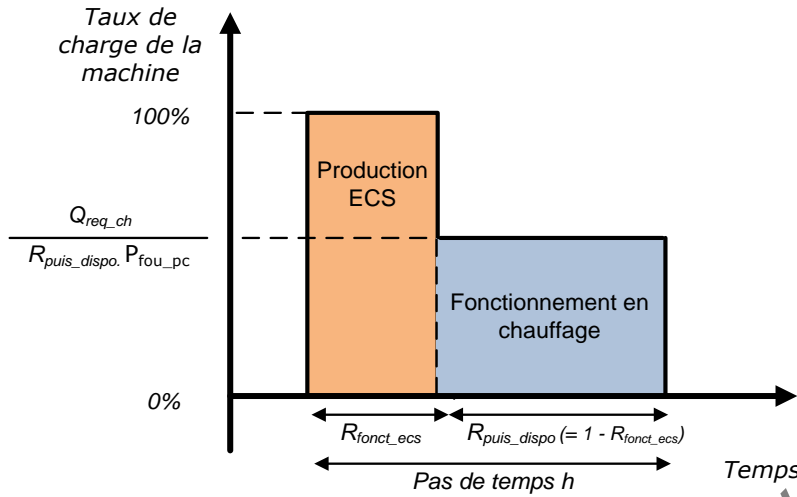 Taux de
charge de la
machine
100%
Production
ECS
Q_req_ch
R_puis_dispo. P_fou_pc
Fonctionnement en
chauffage
0%
R_fonct_ecs
R_puis_dispo (= 1 - R_fonct_ecs)
Pas de temps h
Temps